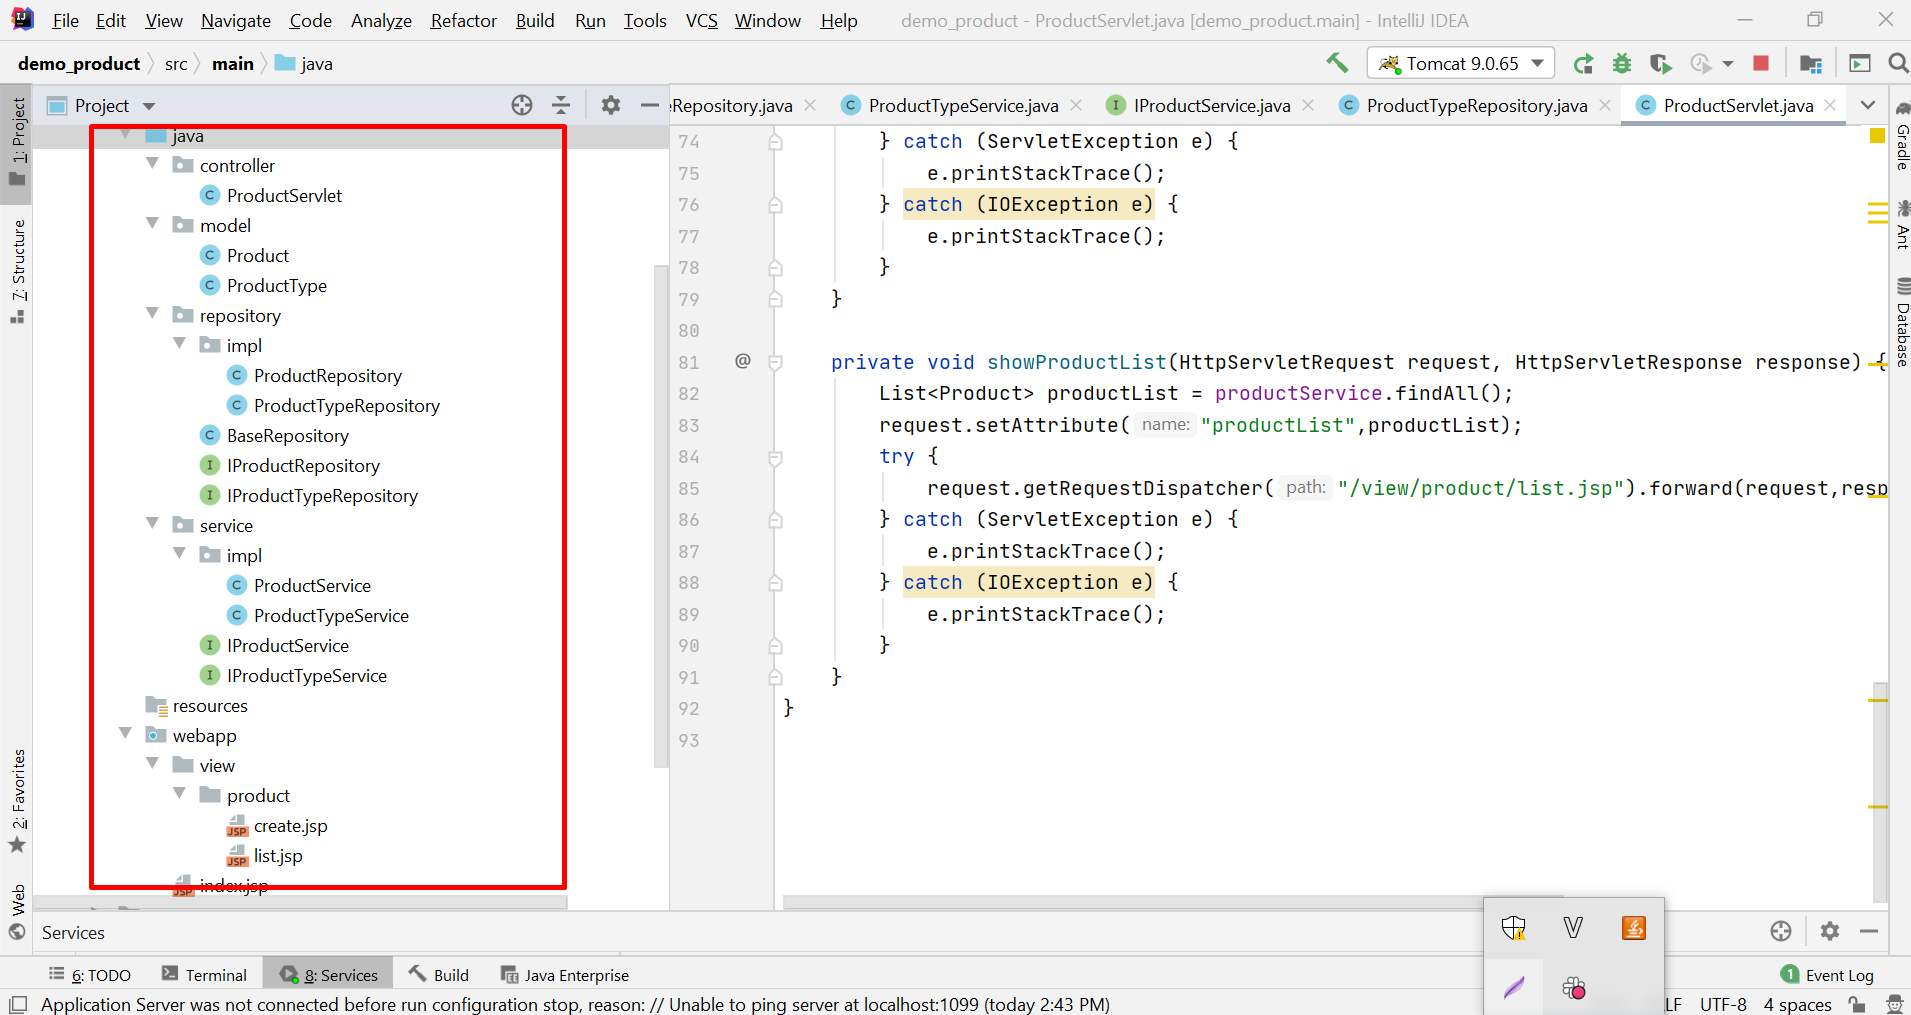 File Edit View Navigate Code Analyze Refactor Build Run Tools VCS Window Help demo_product - ProductServlet.java [demo_product.main] - IntelliJ IDEA
demo_product src main java Tomcat 9.0.65
Project Repository.java ProductTypeService.java IProductService.java ProductTypeRepository.java ProductServlet.java
1: Project
7: Structure
2: Favorites
Web
java
controller
C ProductServlet
model
C Product
C ProductType
repository
impl
C ProductRepository
C ProductTypeRepository
C BaseRepository
I IProductRepository
I IProductTypeRepository
service
impl
C ProductService
C ProductTypeService
I IProductService
I IProductTypeService
resources
webapp
view
product
JSP create.jsp
JSP list.jsp
JSP index.jsp
74 } catch (ServletException e) {
75 e.printStackTrace();
76 } catch (IOException e) {
77 e.printStackTrace();
78 }
79 }
80
81 @ private void showProductList(HttpServletRequest request, HttpServletResponse response) {
82 List<Product> productList = productService.findAll();
83 request.setAttribute( name: "productList",productList);
84 try {
85 request.getRequestDispatcher( path: "/view/product/list.jsp").forward(request,resp
86 } catch (ServletException e) {
87 e.printStackTrace();
88 } catch (IOException e) {
89 e.printStackTrace();
90 }
91 }
92 }
93
Gradle
Ant
Database
Services
6: TODO Terminal 8: Services Build Java Enterprise 1 Event Log
Application Server was not connected before run configuration stop, reason: // Unable to ping server at localhost:1099 (today 2:43 PM) LF UTF-8 4 spaces